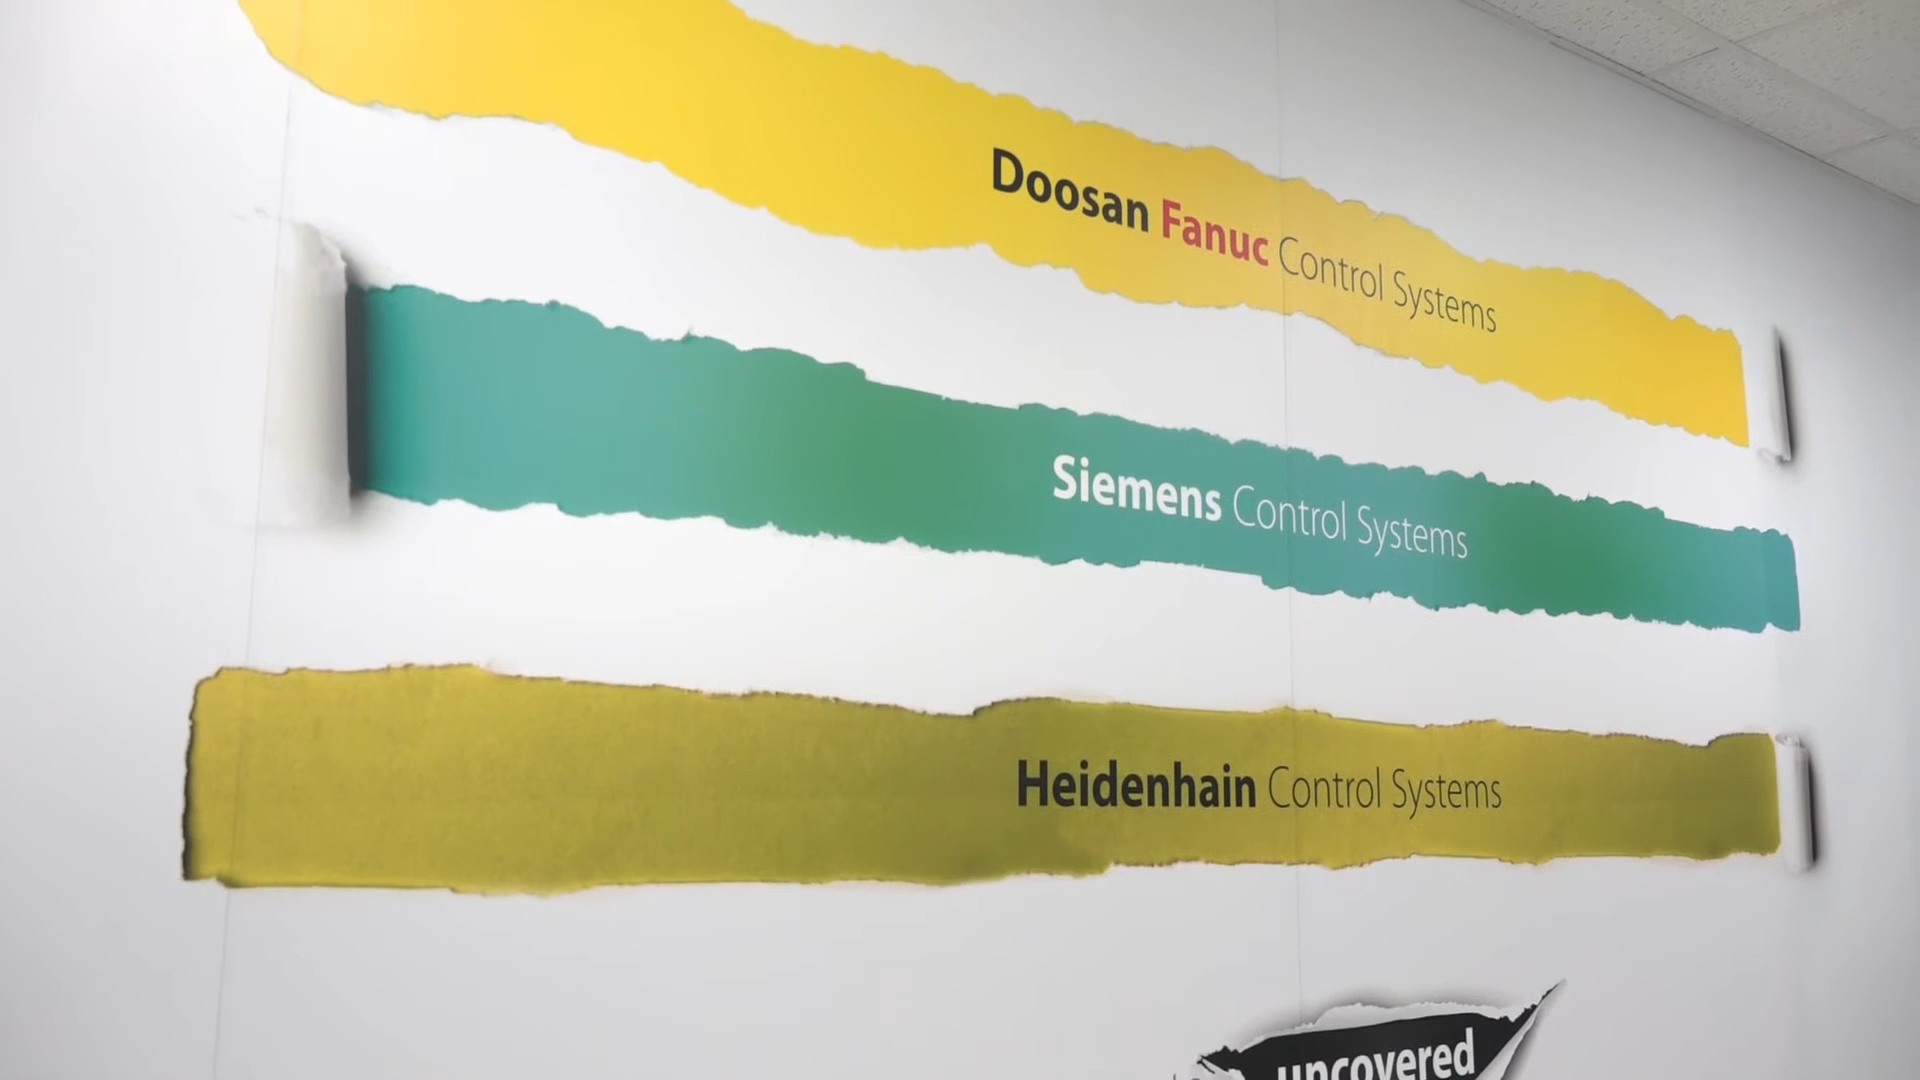 Doosan Fanuc Control Systems
Siemens Control Systems
Heidenhain Control Systems
uncovered